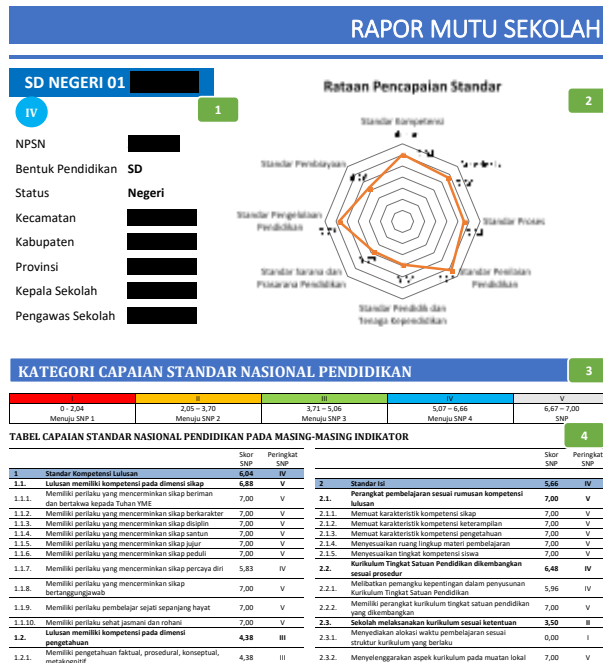 RAPOR MUTU SEKOLAH
SD NEGERI 01
1
IV
NPSN
Bentuk Pendidikan SD
Status Negeri
Kecamatan
Kabupaten
Provinsi
Kepala Sekolah
Pengawas Sekolah
Rataan Pencapaian Standar
2
Standar Kompetensi
Standar Pembiayaan
Standar Proses
Standar Pengelolaan
Pendidikan
Standar Sarana dan
Prasarana Pendidikan
Standar Penilaian
Pendidikan
Standar Pendidik dan
Tenaga Kependidikan
KATEGORI CAPAIAN STANDAR NASIONAL PENDIDIKAN
3
I II III IV V
0 - 2,04 2,05 – 3,70 3,71 – 5,06 5,07 – 6,66 6,67 – 7,00
Menuju SNP 1 Menuju SNP 2 Menuju SNP 3 Menuju SNP 4 SNP
TABEL CAPAIAN STANDAR NASIONAL PENDIDIKAN PADA MASING-MASING INDIKATOR
4
Skor Peringkat
SNP SNP
1 Standar Kompetensi Lulusan 6,04 IV
1.1. Lulusan memiliki kompetensi pada dimensi sikap 6,88 V
1.1.1. Memiliki perilaku yang mencerminkan sikap beriman
dan bertakwa kepada Tuhan YME 7,00 V
1.1.2. Memiliki perilaku yang mencerminkan sikap berkarakter 7,00 V
1.1.3. Memiliki perilaku yang mencerminkan sikap disiplin 7,00 V
1.1.4. Memiliki perilaku yang mencerminkan sikap santun 7,00 V
1.1.5. Memiliki perilaku yang mencerminkan sikap jujur 7,00 V
1.1.6. Memiliki perilaku yang mencerminkan sikap peduli 7,00 V
1.1.7. Memiliki perilaku yang mencerminkan sikap percaya diri 5,83 IV
1.1.8. Memiliki perilaku yang mencerminkan sikap
bertanggungjawab 7,00 V
1.1.9. Memiliki perilaku pembelajar sejati sepanjang hayat 7,00 V
1.1.10. Memiliki perilaku sehat jasmani dan rohani 7,00 V
1.2. Lulusan memiliki kompetensi pada dimensi
pengetahuan 4,38 III
1.2.1. Memiliki pengetahuan faktual, prosedural, konseptual,
metakognitif 4,38 III
Skor Peringkat
SNP SNP
2 Standar Isi 5,66 IV
2.1. Perangkat pembelajaran sesuai rumusan kompetensi
lulusan 7,00 V
2.1.1. Memuat karakteristik kompetensi sikap 7,00 V
2.1.2. Memuat karakteristik kompetensi keterampilan 7,00 V
2.1.3. Memuat karakteristik kompetensi pengetahuan 7,00 V
2.1.4. Menyesuaikan ruang lingkup materi pembelajaran 7,00 V
2.1.5. Menyesuaikan tingkat kompetensi siswa 7,00 V
2.2. Kurikulum Tingkat Satuan Pendidikan dikembangkan
sesuai prosedur 6,48 IV
2.2.1. Melibatkan pemangku kepentingan dalam penyusunan
Kurikulum Tingkat Satuan Pendidikan 5,96 IV
2.2.2. Memiliki perangkat kurikulum tingkat satuan pendidikan
yang dikembangkan 7,00 V
2.3. Sekolah melaksanakan kurikulum sesuai ketentuan 3,50 II
2.3.1. Menyediakan alokasi waktu pembelajaran sesuai
struktur kurikulum yang berlaku 0,00 I
2.3.2. Menyelenggarakan aspek kurikulum pada muatan lokal 7,00 V